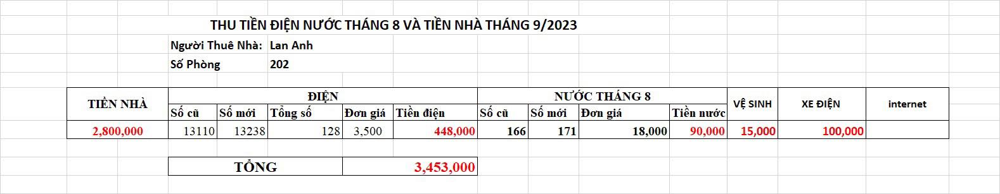 THU TIỀN ĐIỆN NƯỚC THÁNG 8 VÀ TIỀN NHÀ THÁNG 9/2023
Người Thuê Nhà: Lan Anh
Số Phòng 202
TIỀN NHÀ ĐIỆN NƯỚC THÁNG 8 VỆ SINH XE ĐIỆN internet
Số cũ Số mới Tổng số Đơn giá Tiền điện Số cũ Số mới Đơn giá Tiền nước
2,800,000 13110 13238 128 3,500 448,000 166 171 18,000 90,000 15,000 100,000
TỔNG 3,453,000